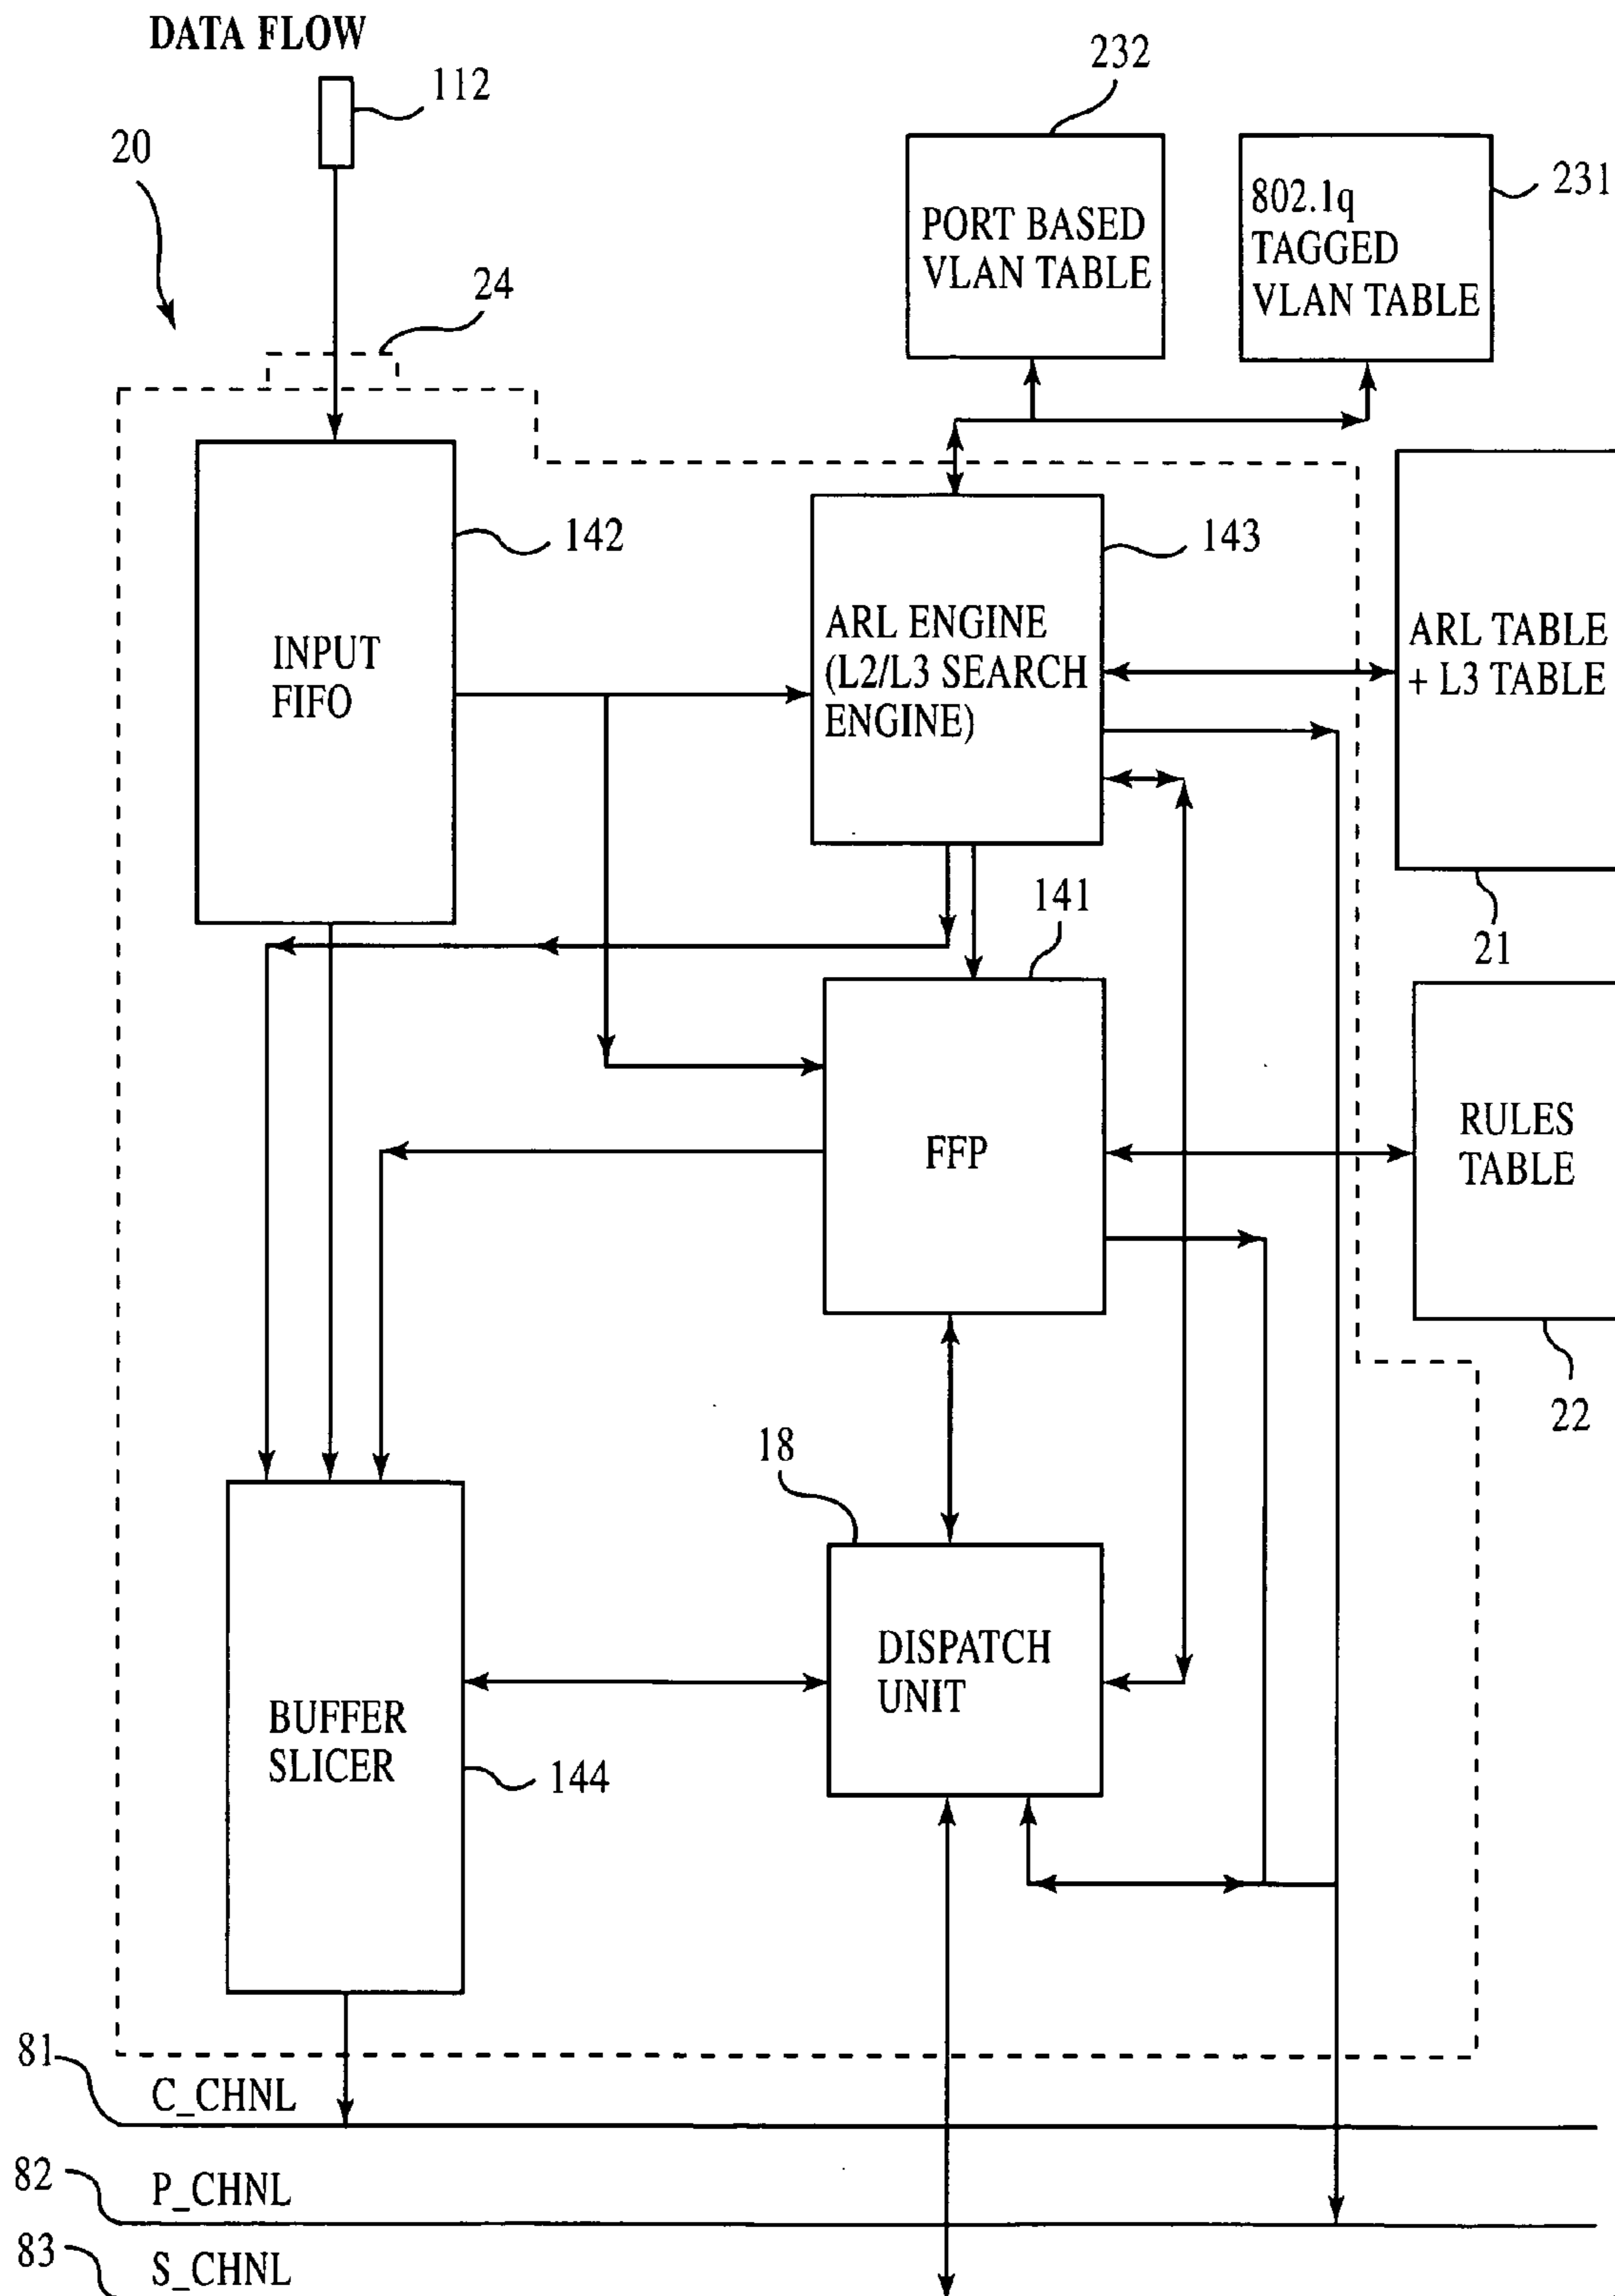 DATA FLOW
112
20
24
232
231
PORT BASED
VLAN TABLE
802.1q
TAGGED
VLAN TABLE
142
143
INPUT
FIFO
ARL ENGINE
(L2/L3 SEARCH
ENGINE)
ARL TABLE
+ L3 TABLE
21
141
FFP
RULES
TABLE
22
18
DISPATCH
UNIT
BUFFER
SLICER
144
81
C_CHNL
82
P_CHNL
83
S_CHNL